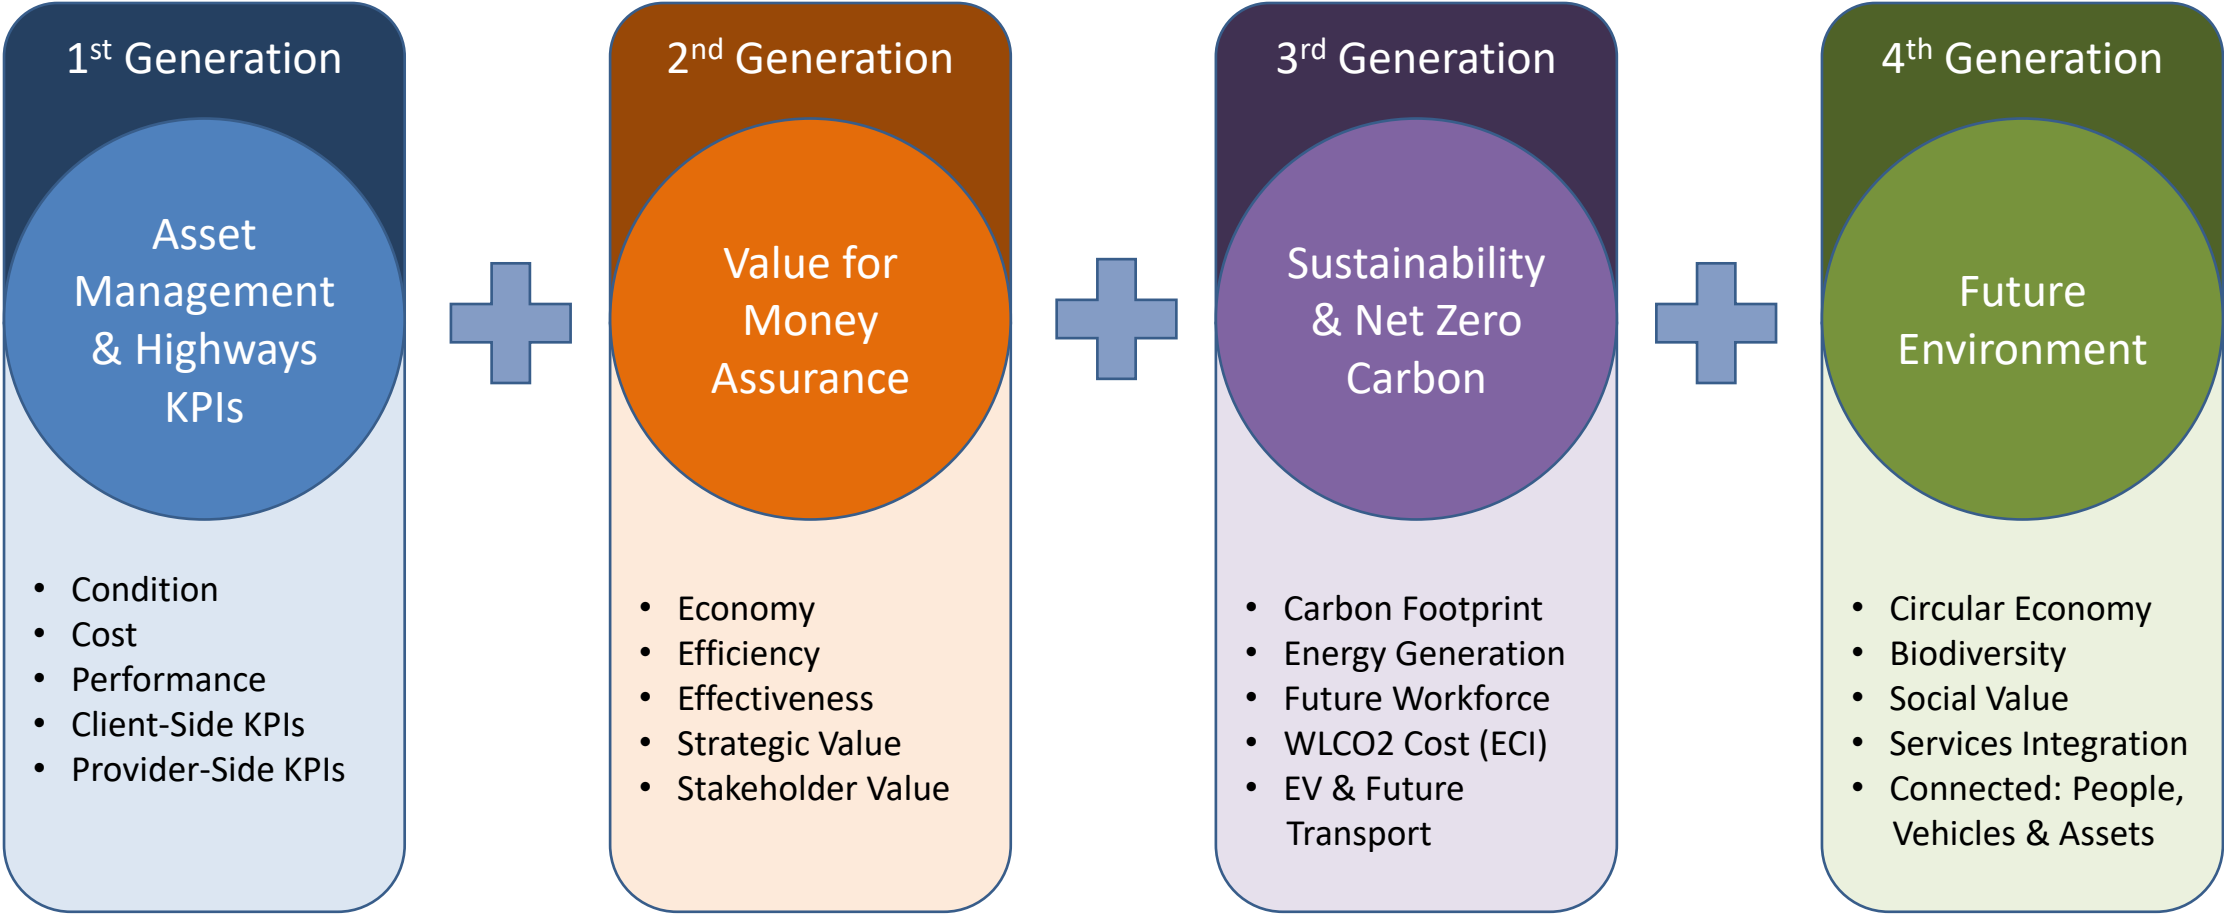 1st Generation
Asset
Management
& Highways
KPIs
• Condition
• Cost
• Performance
• Client-Side KPIs
• Provider-Side KPIs
2nd Generation
Value for
Money
Assurance
• Economy
• Efficiency
• Effectiveness
• Strategic Value
• Stakeholder Value
3rd Generation
Sustainability
& Net Zero
Carbon
• Carbon Footprint
• Energy Generation
• Future Workforce
• WLCO2 Cost (ECI)
• EV & Future
Transport
4th Generation
Future
Environment
• Circular Economy
• Biodiversity
• Social Value
• Services Integration
• Connected: People,
Vehicles & Assets